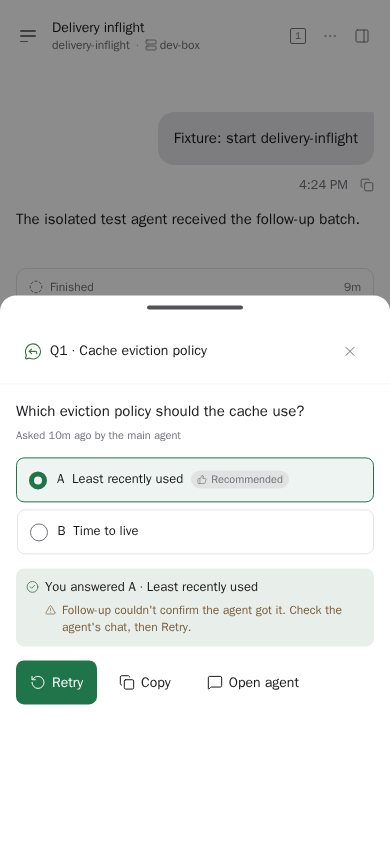 Delivery inflight
delivery-inflight · dev-box
1
Fixture: start delivery-inflight
4:24 PM
The isolated test agent received the follow-up batch.
Finished 9m
Q1 · Cache eviction policy
Which eviction policy should the cache use?
Asked 10m ago by the main agent
A Least recently used Recommended
B Time to live
You answered A · Least recently used
Follow-up couldn't confirm the agent got it. Check the
agent's chat, then Retry.
Retry Copy Open agent